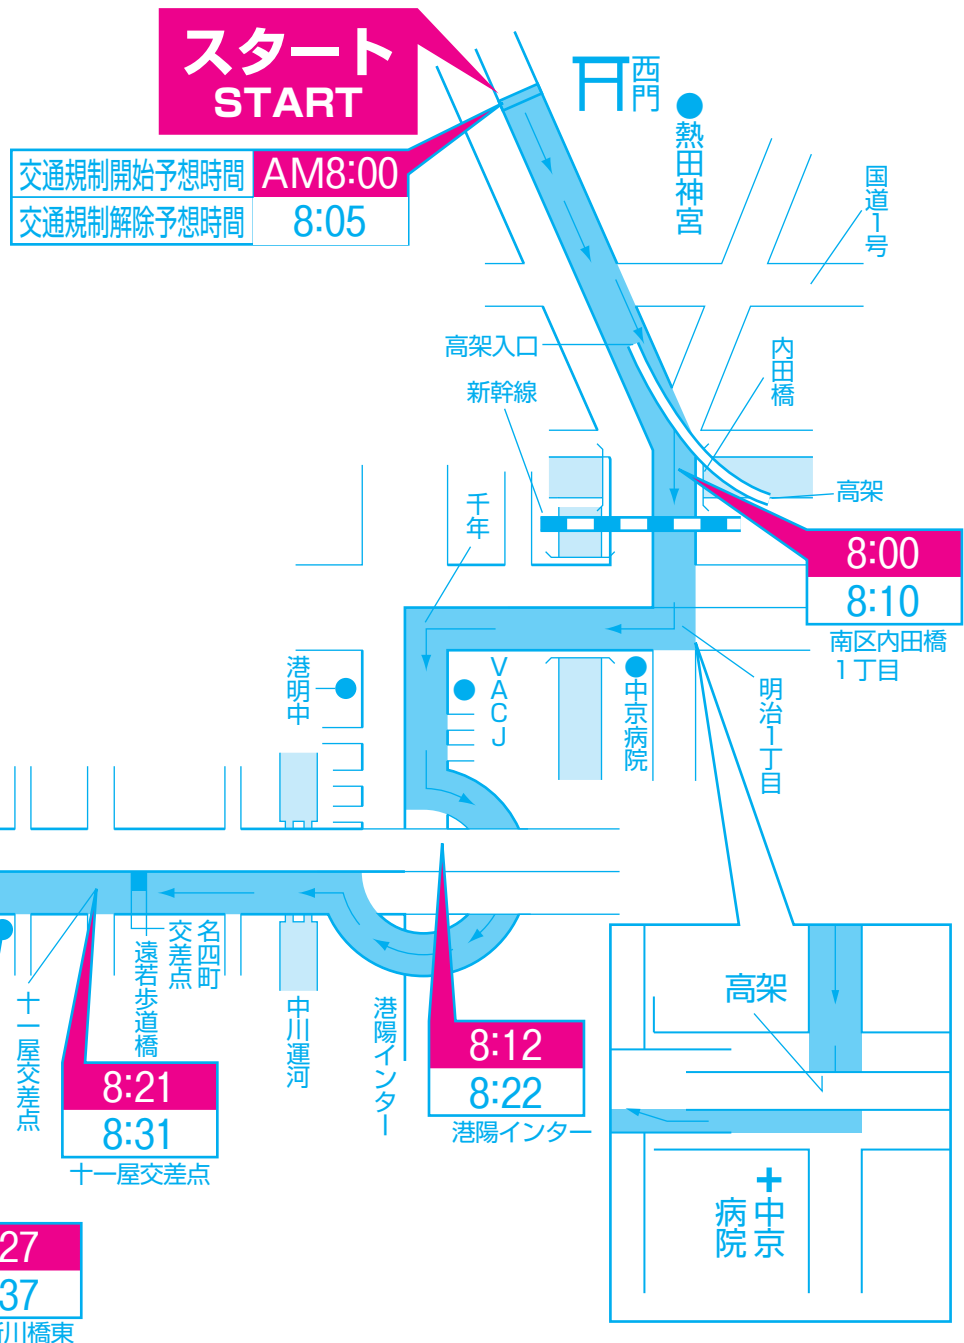 スタート
START
交通規制開始予想時間 AM8:00
交通規制解除予想時間 8:05
西門
熱田神宮
国道1号
高架入口
内田橋
新幹線
高架
千年
8:00
8:10
南区内田橋
1丁目
港明中
VACJ
中京病院
明治1丁目
名四町
交差点
遠若歩道橋
十一屋交差点
中川運河
港陽インター
8:12
8:22
港陽インター
8:21
8:31
十一屋交差点
高架
中京
病院
27
37
川橋東